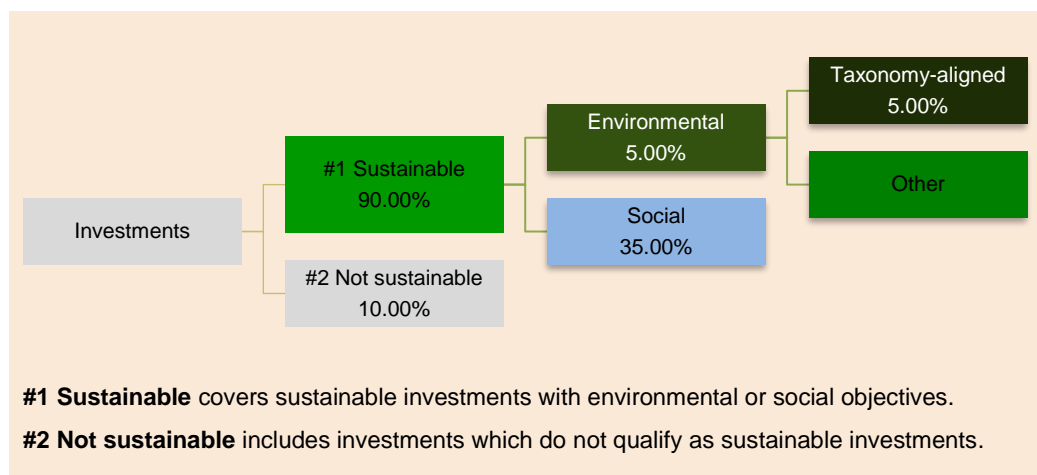 Investments
#1 Sustainable
90.00%
#2 Not sustainable
10.00%
Environmental
5.00%
Social
35.00%
Taxonomy-aligned
5.00%
Other
#1 Sustainable covers sustainable investments with environmental or social objectives.
#2 Not sustainable includes investments which do not qualify as sustainable investments.